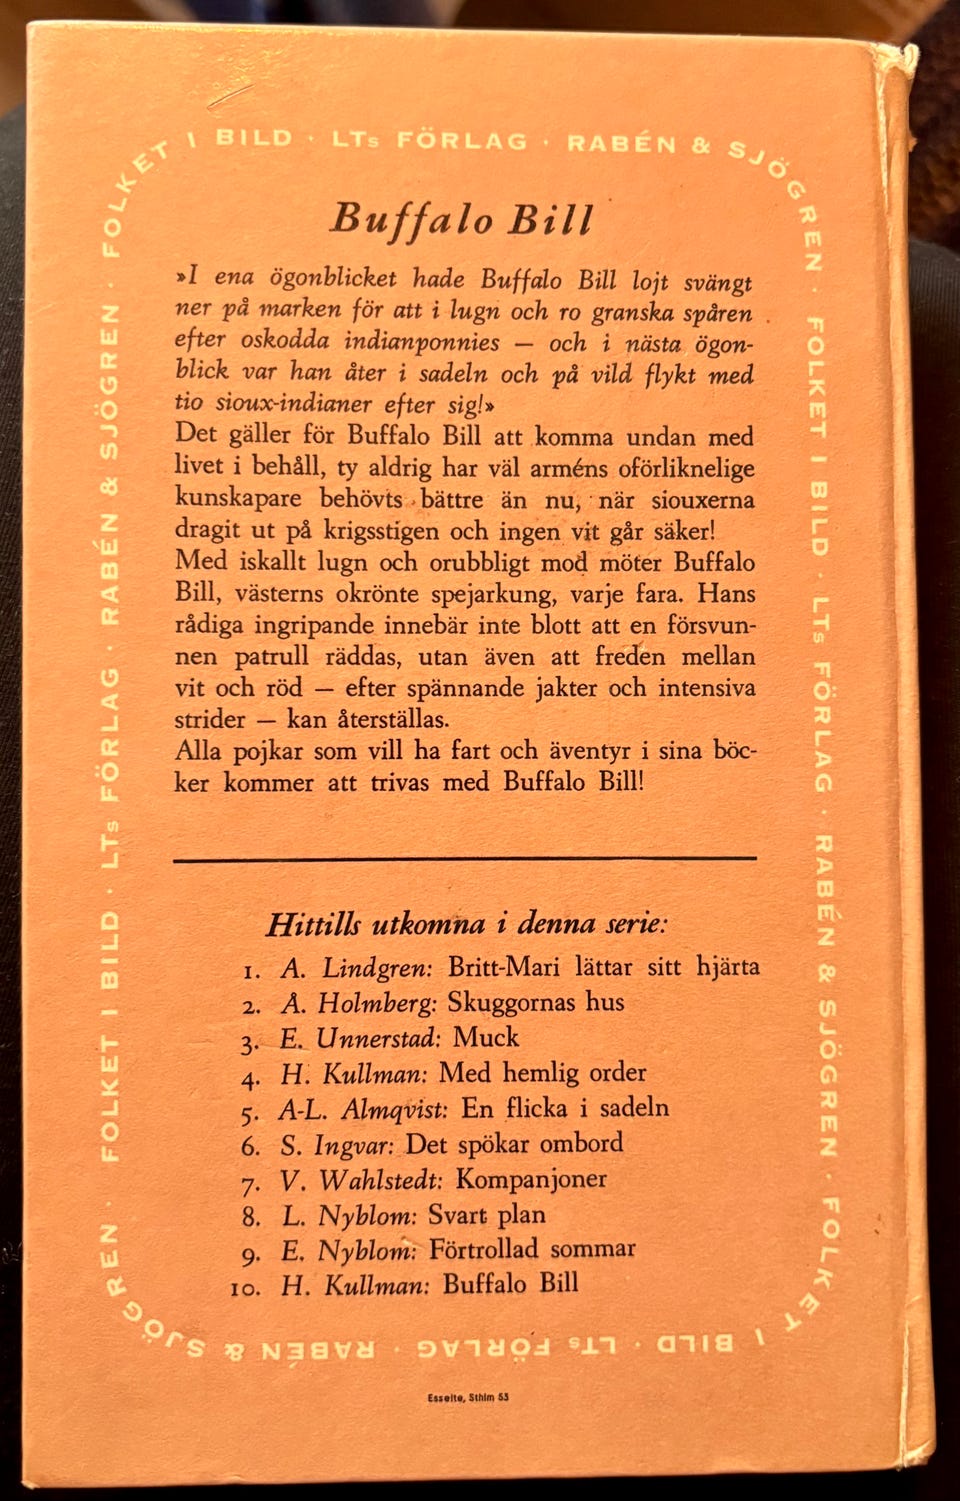 FOLKET I BILD · LTs FÖRLAG · RABÉN & SJÖGREN · FOLKET I BILD · LTs FÖRLAG · RABÉN & SJÖGREN · FOLKET I BILD · LTs FÖRLAG · RABÉN & SJÖGREN · FOLKET I BILD · LTs FÖRLAG · RABÉN & SJÖGREN ·
Buffalo Bill
»I ena ögonblicket hade Buffalo Bill lojt svängt
ner på marken för att i lugn och ro granska spåren
efter oskodda indianponnies — och i nästa ögon-
blick var han åter i sadeln och på vild flykt med
tio sioux-indianer efter sig!»
Det gäller för Buffalo Bill att komma undan med
livet i behåll, ty aldrig har väl arméns oförliknelige
kunskapare behövts bättre än nu, när siouxerna
dragit ut på krigsstigen och ingen vit går säker!
Med iskallt lugn och orubbligt mod möter Buffalo
Bill, västerns okrönte spejarkung, varje fara. Hans
rådiga ingripande innebär inte blott att en försvun-
nen patrull räddas, utan även att freden mellan
vit och röd — efter spännande jakter och intensiva
strider — kan återställas.
Alla pojkar som vill ha fart och äventyr i sina böc-
ker kommer att trivas med Buffalo Bill!
Hittills utkomna i denna serie:
1. A. Lindgren: Britt-Mari lättar sitt hjärta
2. Å. Holmberg: Skuggornas hus
3. E. Unnerstad: Muck
4. H. Kullman: Med hemlig order
5. A-L. Almqvist: En flicka i sadeln
6. S. Ingvar: Det spökar ombord
7. V. Wahlstedt: Kompanjoner
8. L. Nyblom: Svart plan
9. E. Nyblom: Förtrollad sommar
10. H. Kullman: Buffalo Bill
Esselte, Sthlm 53